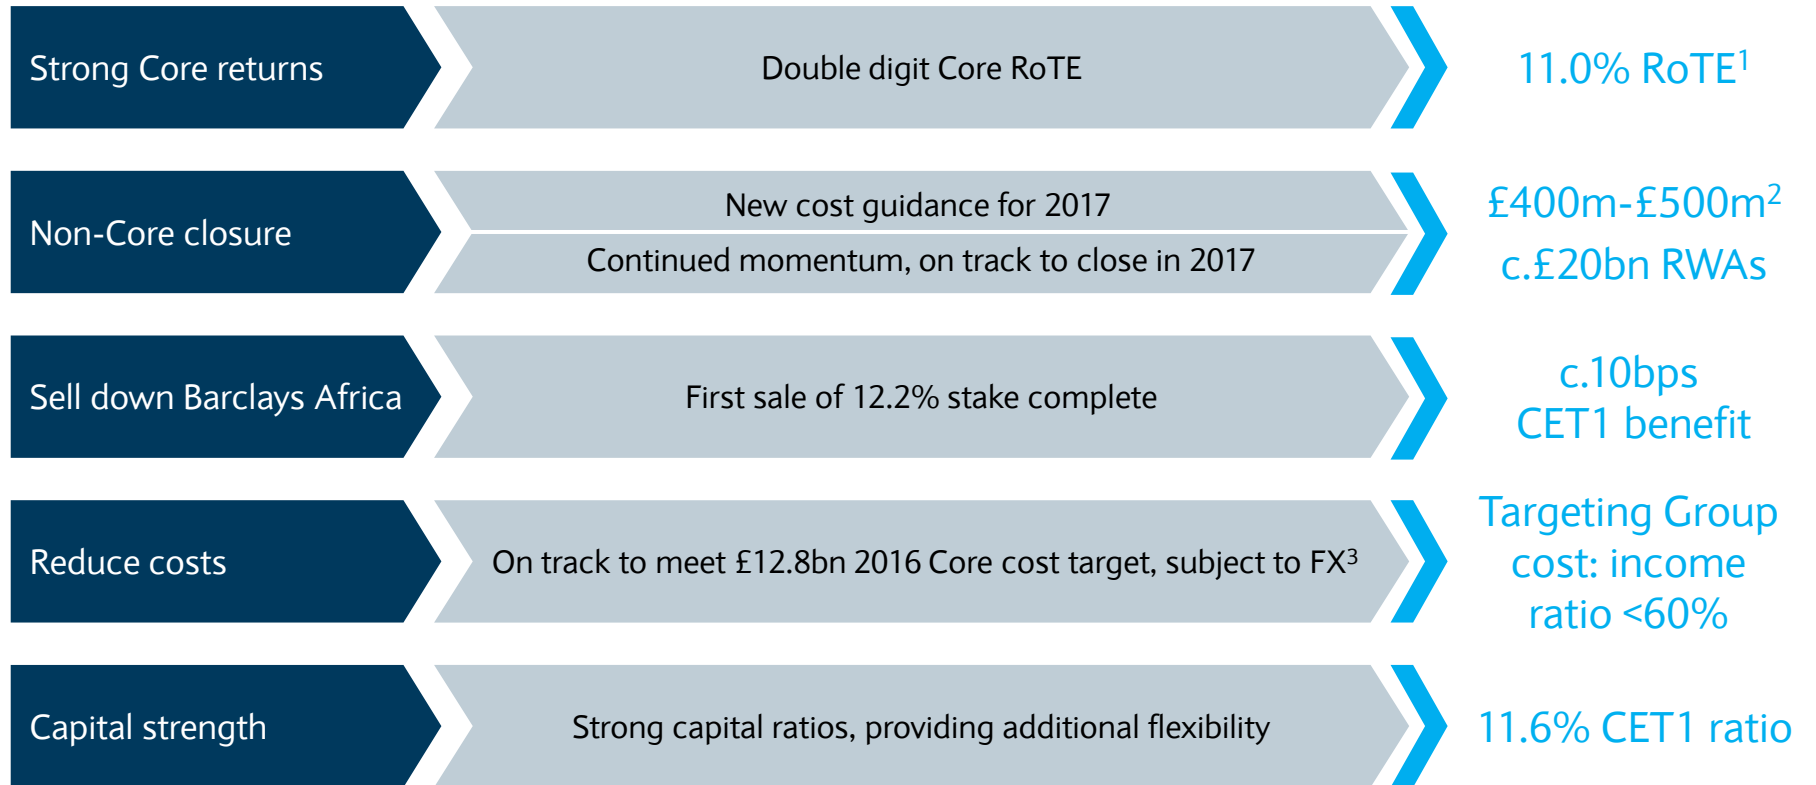 Strong Core returns
Double digit Core RoTE
11.0% RoTE¹
Non-Core closure
New cost guidance for 2017
Continued momentum, on track to close in 2017
£400m-£500m²
c.£20bn RWAs
Sell down Barclays Africa
First sale of 12.2% stake complete
c.10bps
CET1 benefit
Reduce costs
On track to meet £12.8bn 2016 Core cost target, subject to FX³
Targeting Group
cost: income
ratio <60%
Capital strength
Strong capital ratios, providing additional flexibility
11.6% CET1 ratio